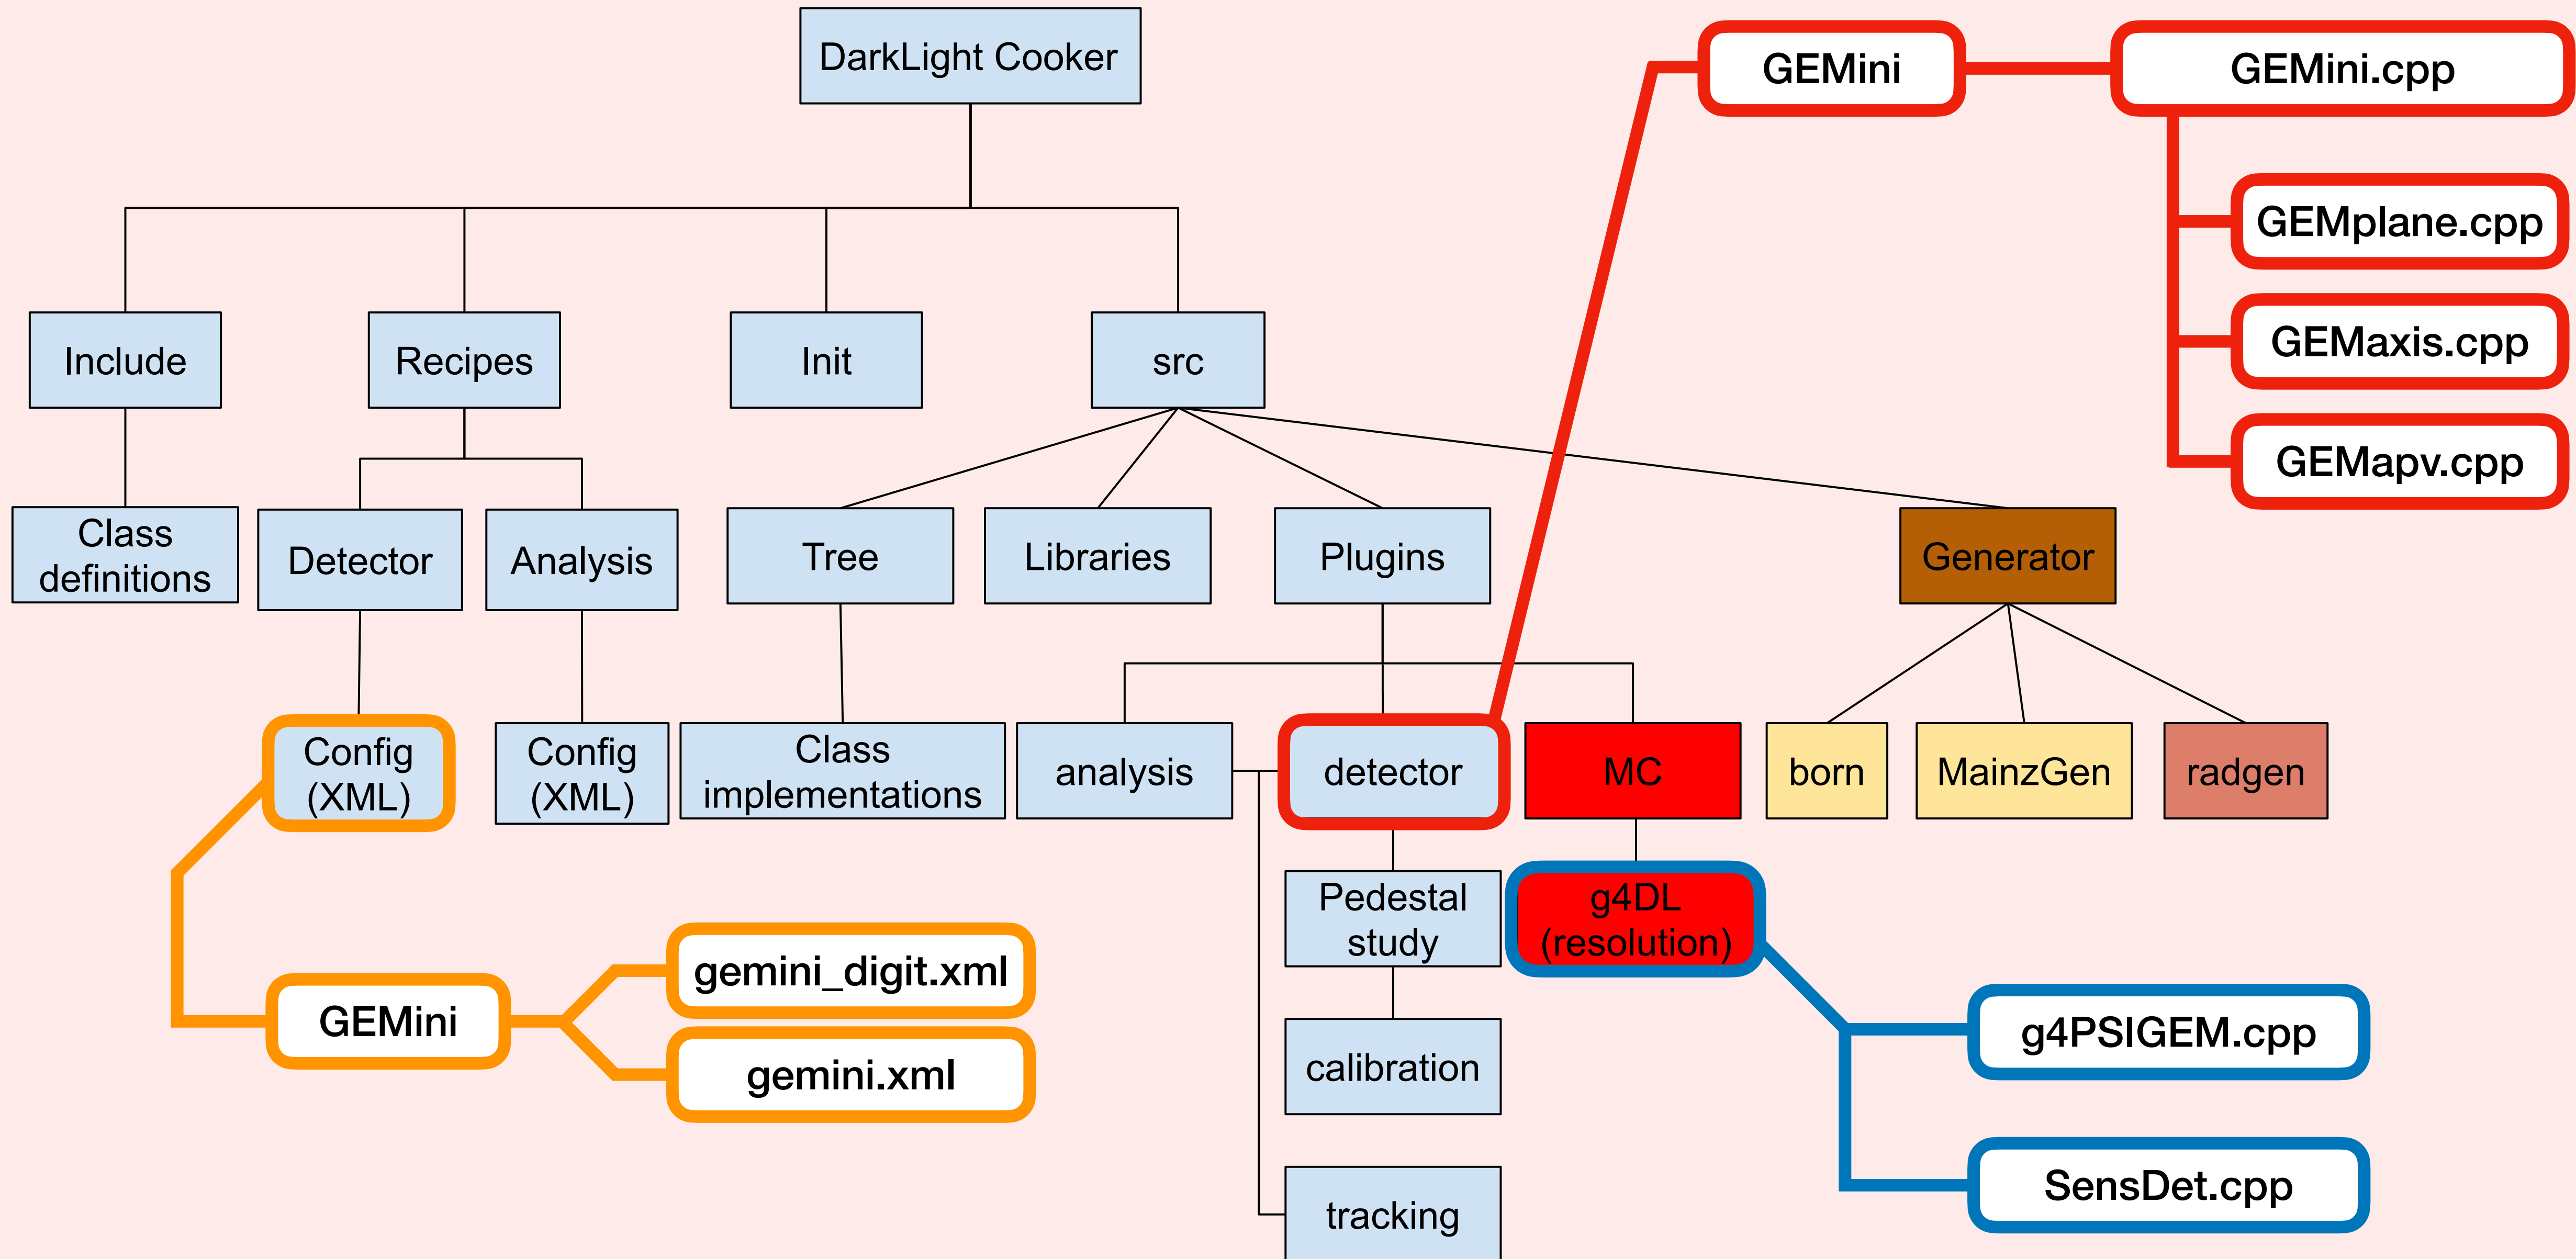 DarkLight Cooker
GEMini
GEMini.cpp
GEMplane.cpp
GEMaxis.cpp
GEMapv.cpp
Include
Recipes
Init
src
Class
definitions
Detector
Analysis
Tree
Libraries
Plugins
Generator
Config
(XML)
Config
(XML)
Class
implementations
analysis
detector
MC
born
MainzGen
radgen
Pedestal
study
g4DL
(resolution)
gemini_digit.xml
GEMini
gemini.xml
calibration
g4PSIGEM.cpp
SensDet.cpp
tracking